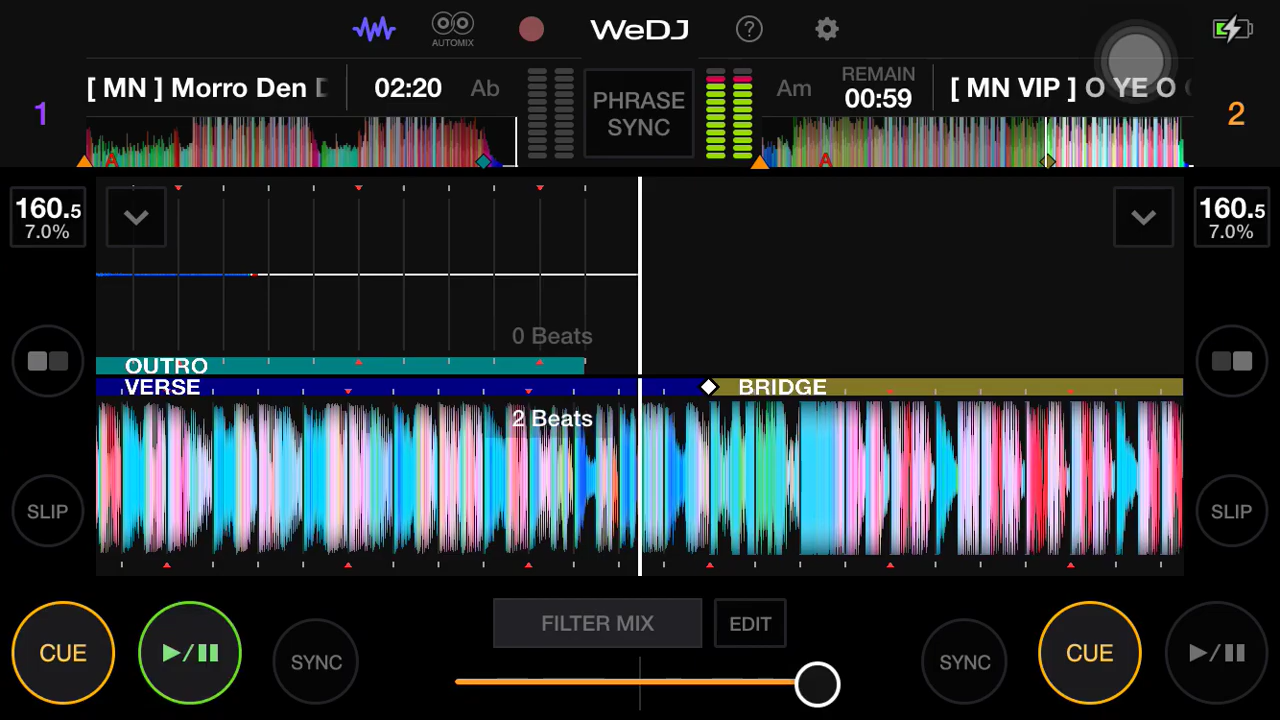 AUTOMIX
WeDJ
?
1
[ MN ] Morro Den
02:20
Ab
PHRASE
SYNC
Am
REMAIN
00:59
[ MN VIP ] O YE O
2
A
A
160.5
7.0%
160.5
7.0%
0 Beats
OUTRO
VERSE
BRIDGE
2 Beats
SLIP
SLIP
CUE
▶/❚❚
SYNC
FILTER MIX
EDIT
SYNC
CUE
▶/❚❚